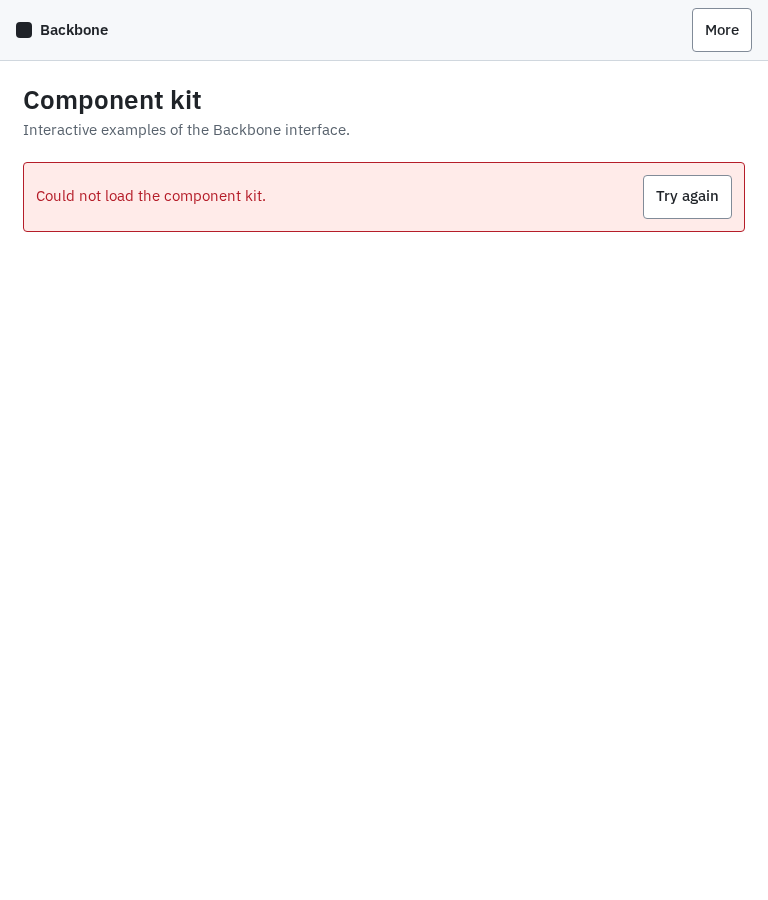 Backbone
More
Component kit
Interactive examples of the Backbone interface.
Could not load the component kit.
Try again